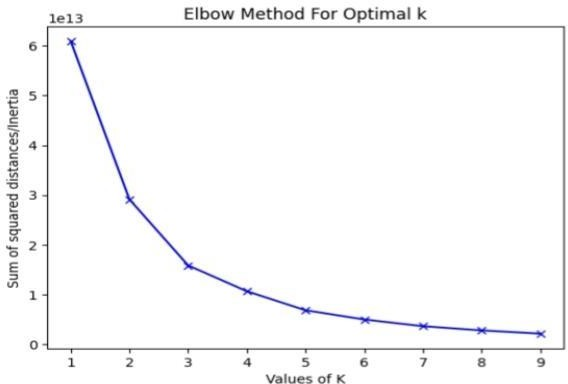 Elbow Method For Optimal k
1e13
6
5
4
3
2
1
0
Sum of squared distances/Inertia
1 2 3 4 5 6 7 8 9
Values of K